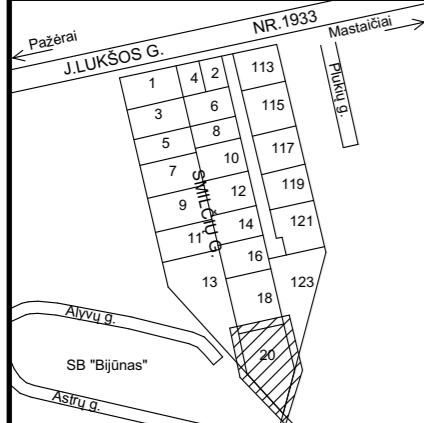 NR.1933
Mastaičiai
Pažėrai
J.LUKŠOS G.
Plukių g.
1
4
2
113
3
6
115
5
8
117
7
10
119
9
12
SMILČIŲ G.
11
14
121
16
13
123
18
20
Alyvų g.
SB "Bijūnas"
Astrų g.